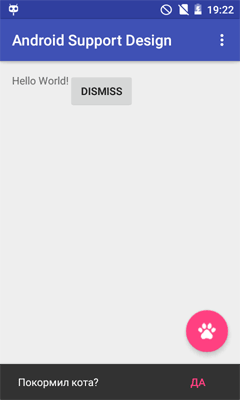 19:22
Android Support Design
Hello World! DISMISS
Покормил кота? ДА